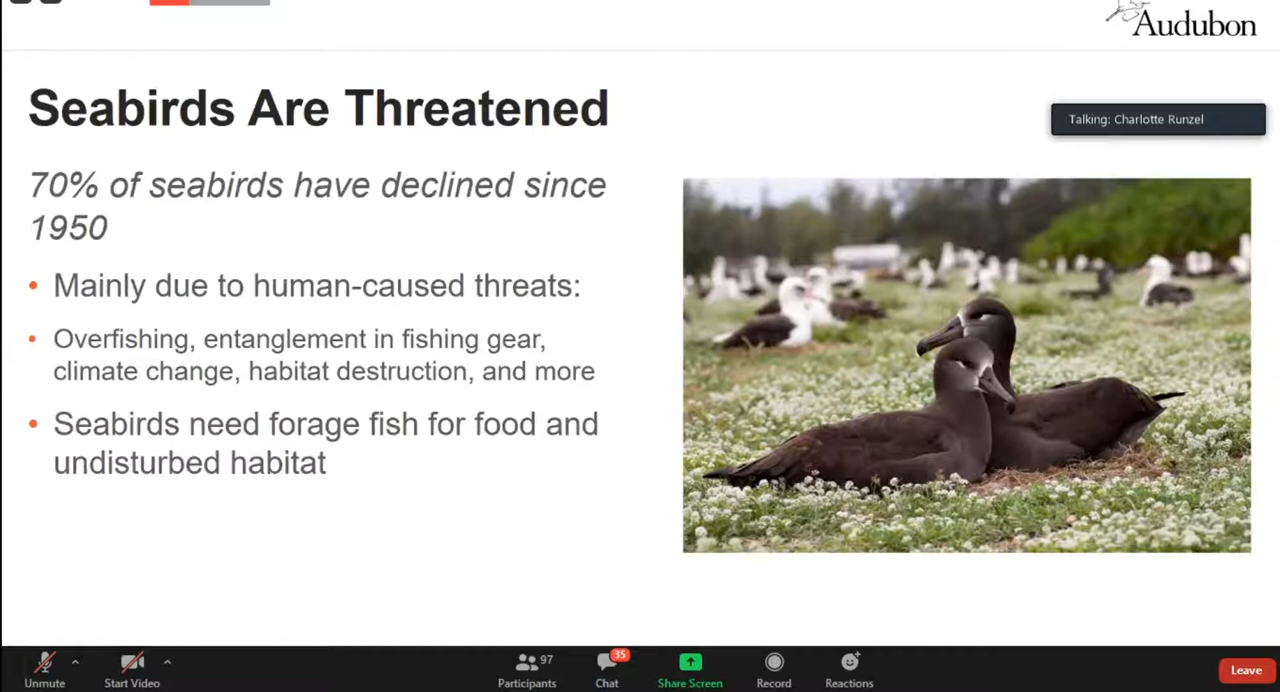 Audubon
Seabirds Are Threatened
Talking: Charlotte Runzel
70% of seabirds have declined since
1950
• Mainly due to human-caused threats:
• Overfishing, entanglement in fishing gear,
climate change, habitat destruction, and more
• Seabirds need forage fish for food and
undisturbed habitat
97
35
Unmute
Start Video
Participants
Chat
Share Screen
Record
Reactions
Leave